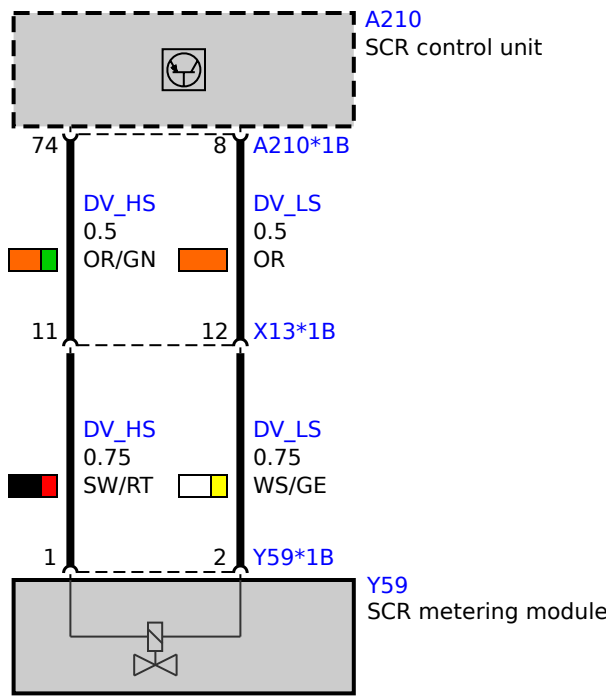 A210
SCR control unit
74
8
A210*1B
DV_HS
0.5
OR/GN
DV_LS
0.5
OR
11
12
X13*1B
DV_HS
0.75
SW/RT
DV_LS
0.75
WS/GE
1
2
Y59*1B
Y59
SCR metering module